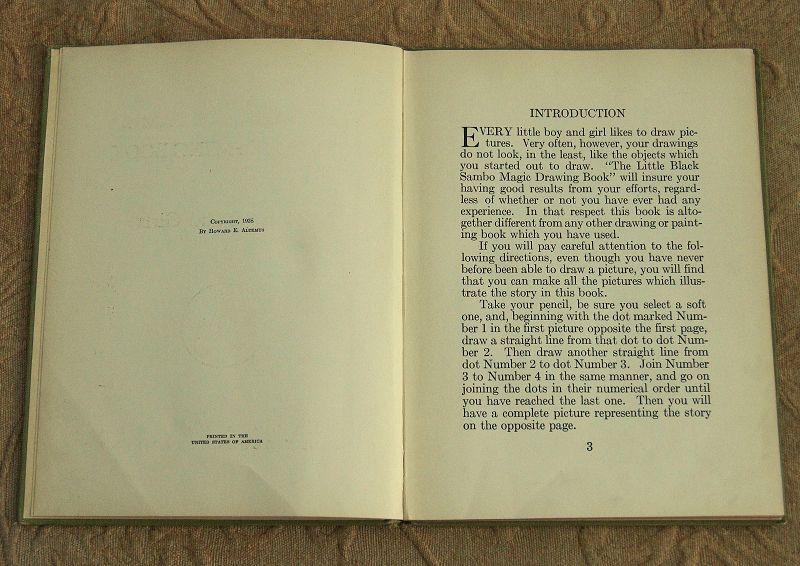 COPYRIGHT, 1928
BY HOWARD E. ALTEMUS
PRINTED IN THE
UNITED STATES OF AMERICA
INTRODUCTION
EVERY little boy and girl likes to draw pic-
tures. Very often, however, your drawings
do not look, in the least, like the objects which
you started out to draw. "The Little Black
Sambo Magic Drawing Book" will insure your
having good results from your efforts, regard-
less of whether or not you have ever had any
experience. In that respect this book is alto-
gether different from any other drawing or paint-
ing book which you have used.
If you will pay careful attention to the fol-
lowing directions, even though you have never
before been able to draw a picture, you will find
that you can make all the pictures which illus-
trate the story in this book.
Take your pencil, be sure you select a soft
one, and, beginning with the dot marked Num-
ber 1 in the first picture opposite the first page,
draw a straight line from that dot to dot Num-
ber 2. Then draw another straight line from
dot Number 2 to dot Number 3. Join Number
3 to Number 4 in the same manner, and go on
joining the dots in their numerical order until
you have reached the last one. Then you will
have a complete picture representing the story
on the opposite page.
3